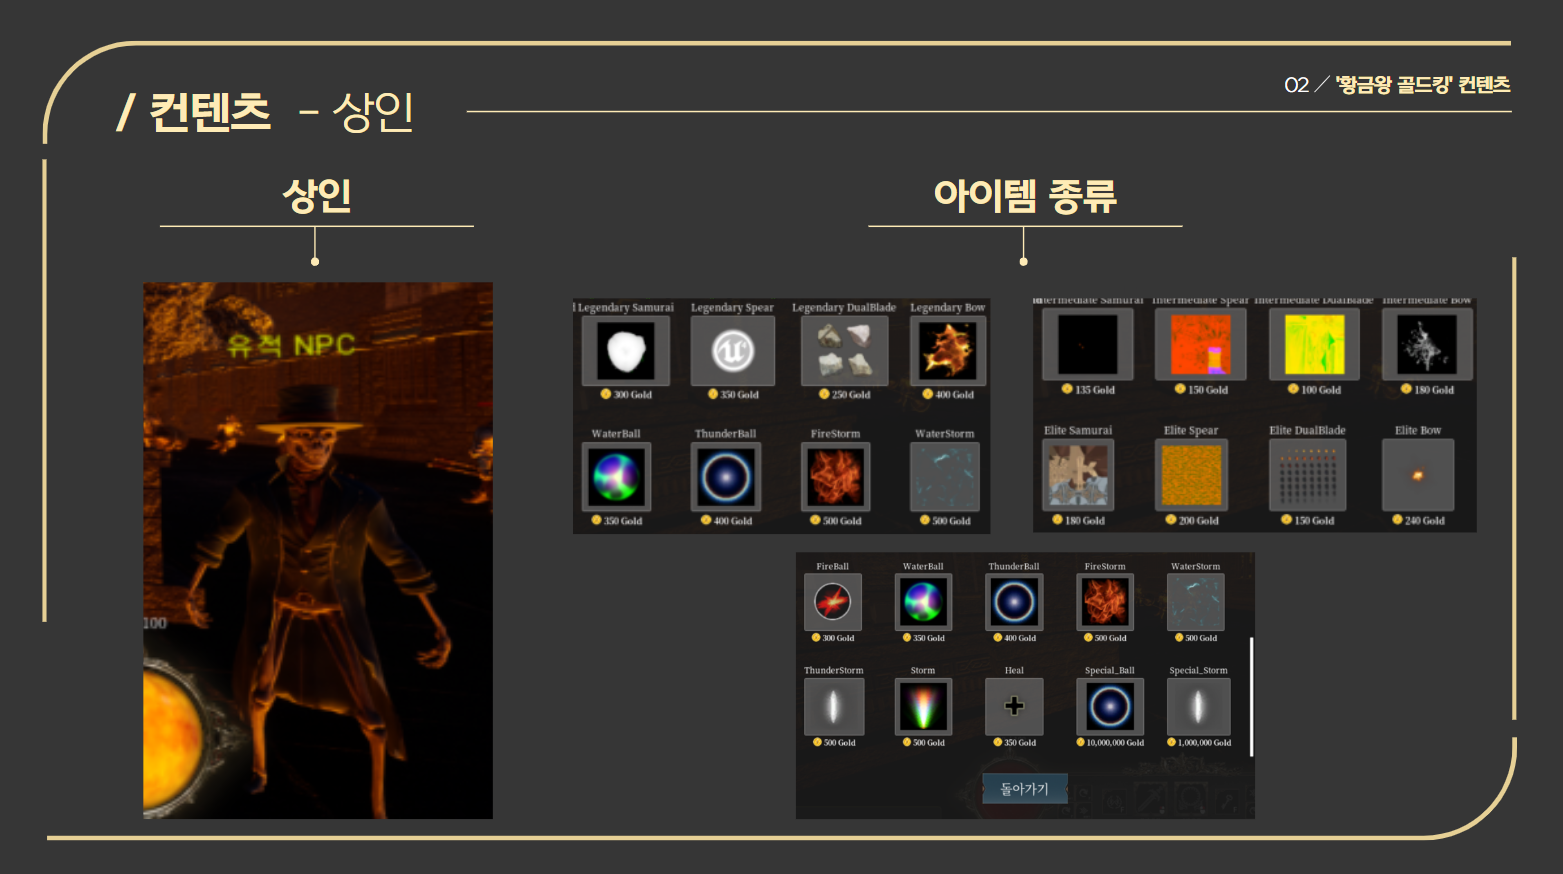 / 컨텐츠 - 상인
02 / '황금왕 골드킹' 컨텐츠
상인
아이템 종류
유적 NPC
100
Legendary Samurai Legendary Spear Legendary DualBlade Legendary Bow
300 Gold 350 Gold 250 Gold 400 Gold
WaterBall ThunderBall FireStorm WaterStorm
350 Gold 400 Gold 500 Gold 500 Gold
Intermediate Samurai Intermediate Spear Intermediate DualBlade Intermediate Bow
135 Gold 150 Gold 100 Gold 180 Gold
Elite Samurai Elite Spear Elite DualBlade Elite Bow
180 Gold 200 Gold 150 Gold 240 Gold
FireBall WaterBall ThunderBall FireStorm WaterStorm
300 Gold 350 Gold 400 Gold 500 Gold 500 Gold
ThunderStorm Storm Heal Special_Ball Special_Storm
500 Gold 500 Gold 350 Gold 10,000,000 Gold 1,000,000 Gold
돌아가기